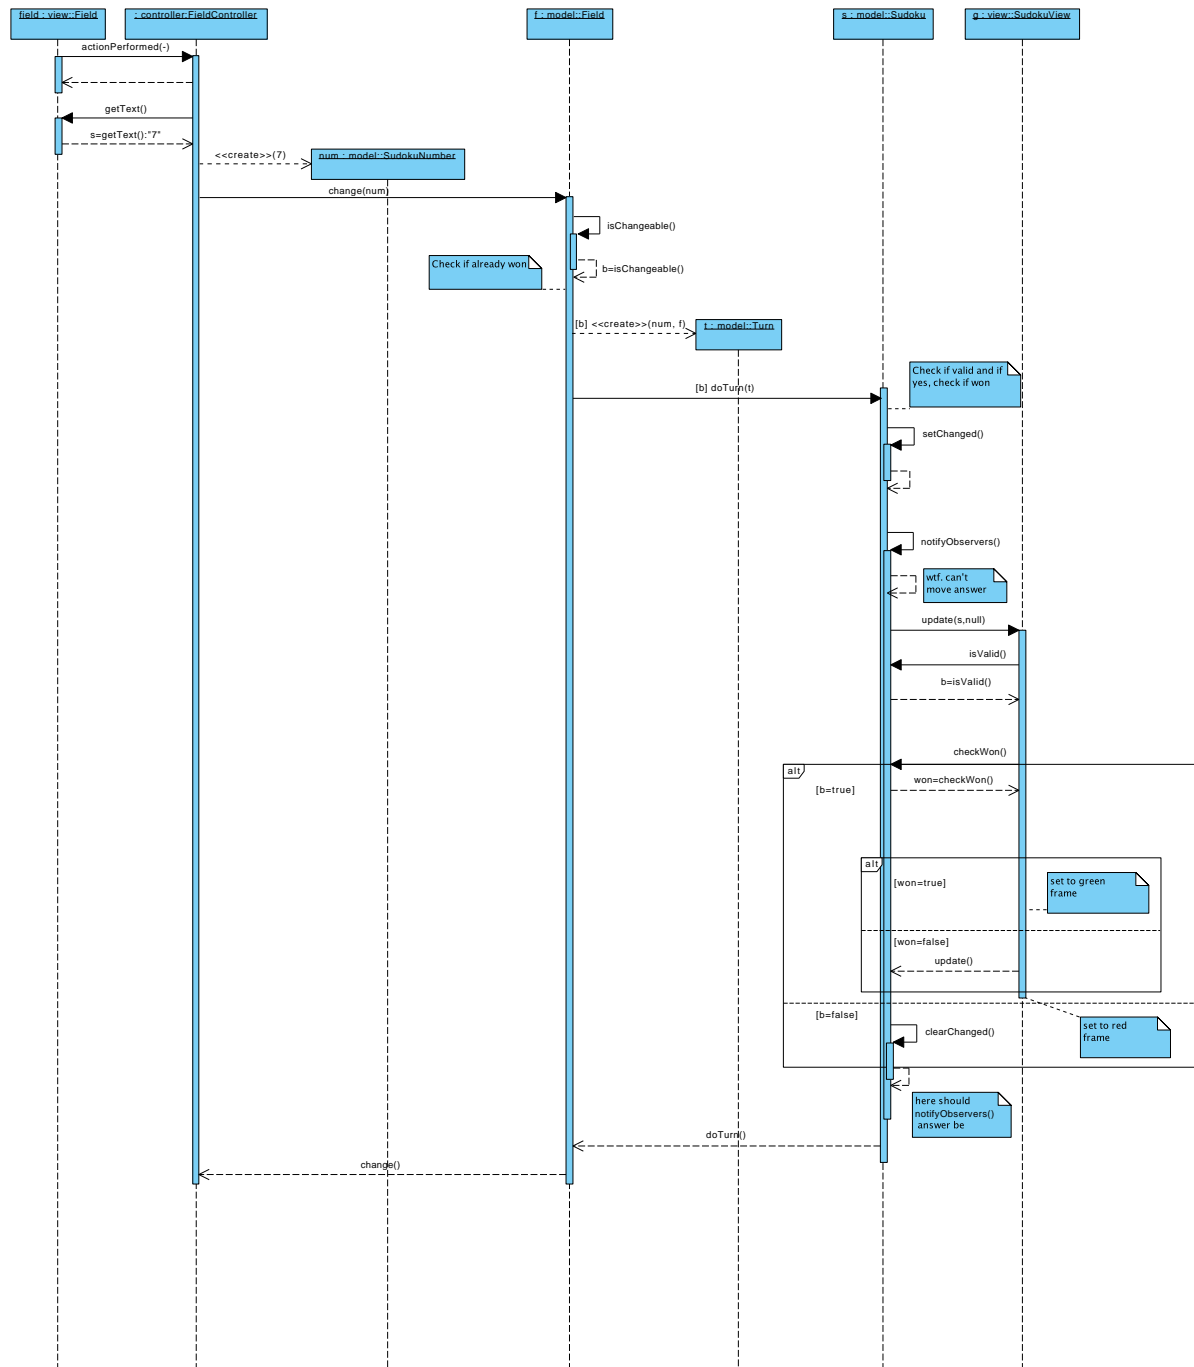 field : view::Field
: controller:FieldController
f : model::Field
s : model::Sudoku
g : view::SudokuView
actionPerformed(-)
getText()
s=getText():"7"
<<create>>(7)
num : model::SudokuNumber
change(num)
isChangeable()
Check if already won
b=isChangeable()
[b] <<create>>(num, f)
t : model::Turn
Check if valid and if
yes, check if won
[b] doTurn(t)
setChanged()
notifyObservers()
wtf. can't
move answer
update(s,null)
isValid()
b=isValid()
checkWon()
alt
won=checkWon()
[b=true]
alt
[won=true]
set to green
frame
[won=false]
update()
[b=false]
set to red
frame
clearChanged()
here should
notifyObservers()
answer be
doTurn()
change()